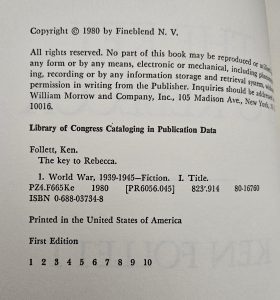 Copyright © 1980 by Fineblend N. V.
All rights reserved. No part of this book may be reproduced or utilized
any form or by any means, electronic or mechanical, including
ing, recording or by any information storage and retrieval system,
permission in writing from the Publisher. Inquiries should be addressed
William Morrow and Company, Inc., 105 Madison Ave., New York,
10016.
Library of Congress Cataloging in Publication Data
Follett, Ken.
The key to Rebecca.
1. World War, 1939-1945—Fiction. I. Title.
PZ4.F665Ke 1980 [PR6056.045] 823'.914 80-16760
ISBN 0-688-03734-8
Printed in the United States of America
First Edition
1 2 3 4 5 6 7 8 9 10